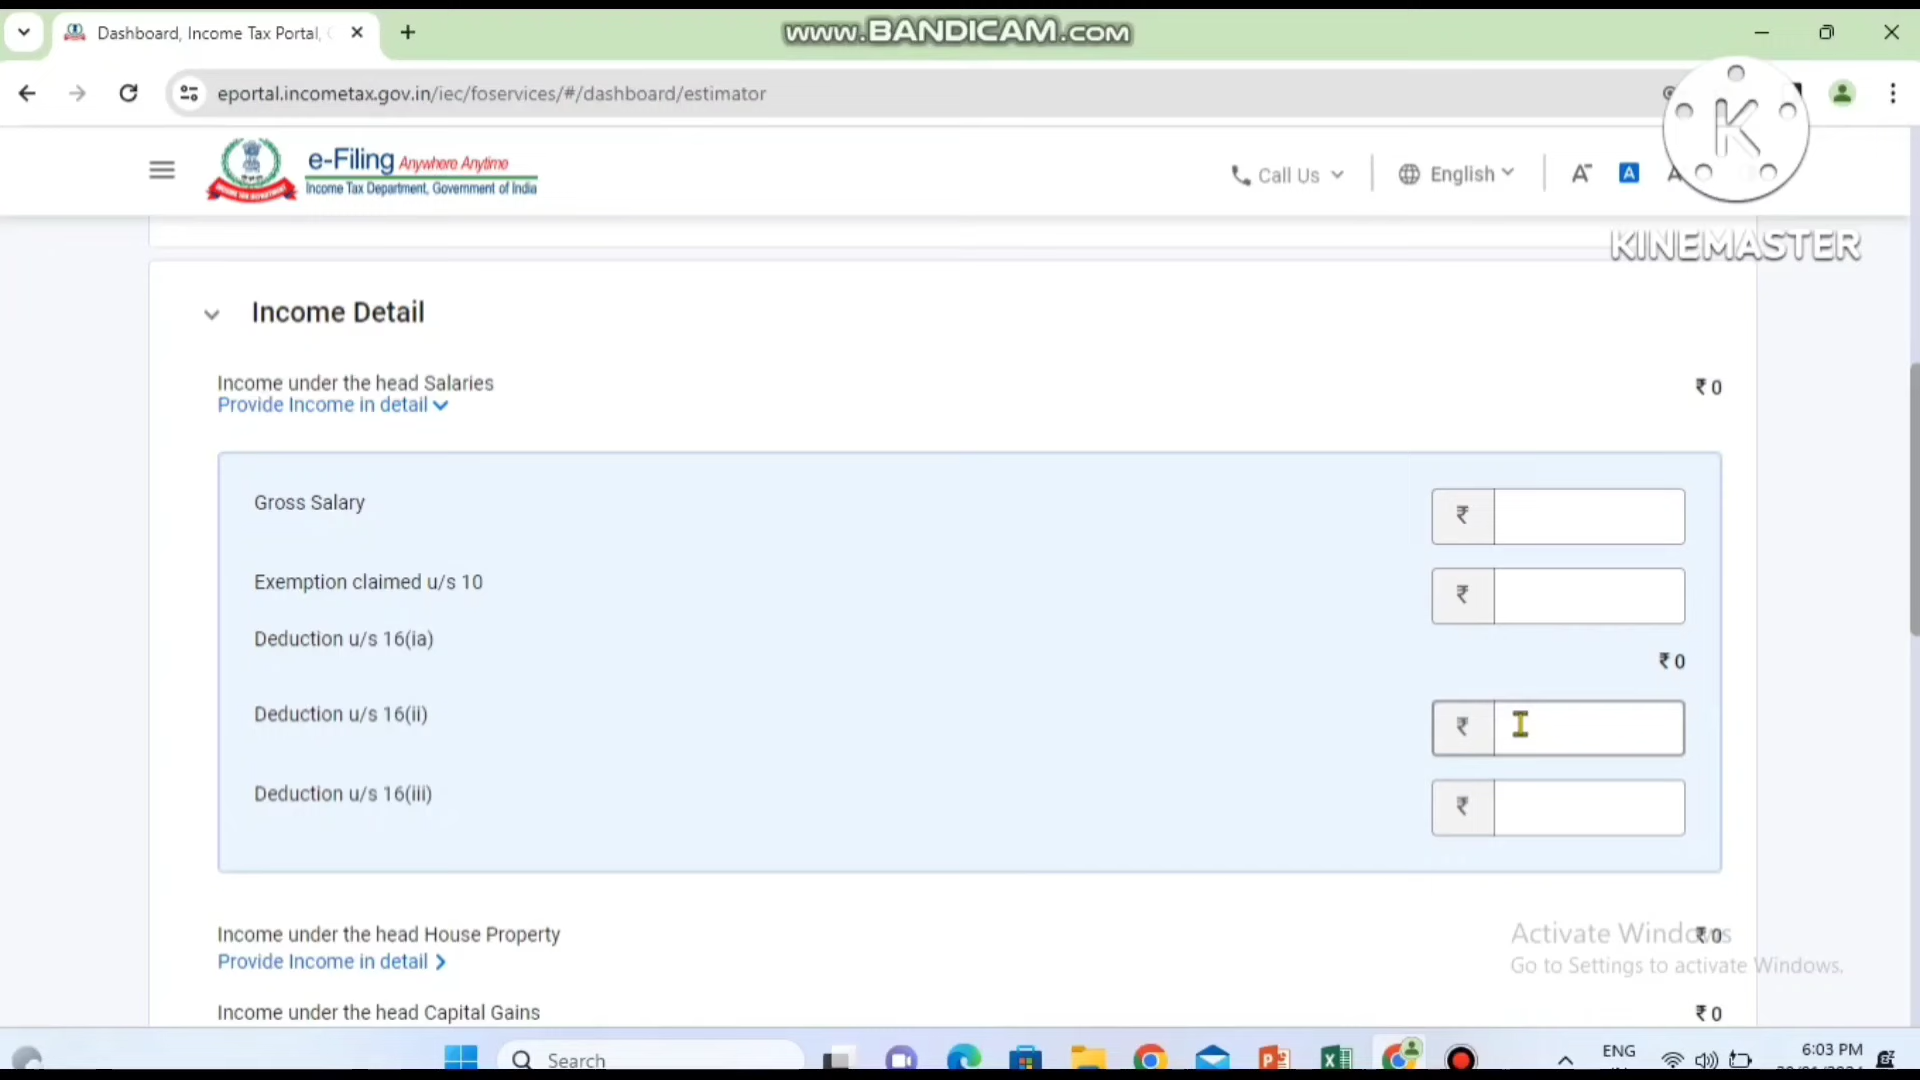 www.BANDICAM.com
Dashboard, Income Tax Portal,
eportal.incometax.gov.in/iec/foservices/#/dashboard/estimator
e-Filing Anywhere Anytime
Income Tax Department, Government of India
Call Us
English
A-
A
K
KINEMASTER
Income Detail
Income under the head Salaries
₹ 0
Provide Income in detail
Gross Salary
₹
Exemption claimed u/s 10
₹
Deduction u/s 16(ia)
₹ 0
Deduction u/s 16(ii)
₹
Deduction u/s 16(iii)
₹
Income under the head House Property
₹ 0
Provide Income in detail
Activate Windows
Go to Settings to activate Windows.
Income under the head Capital Gains
₹ 0
Search
ENG
6:03 PM